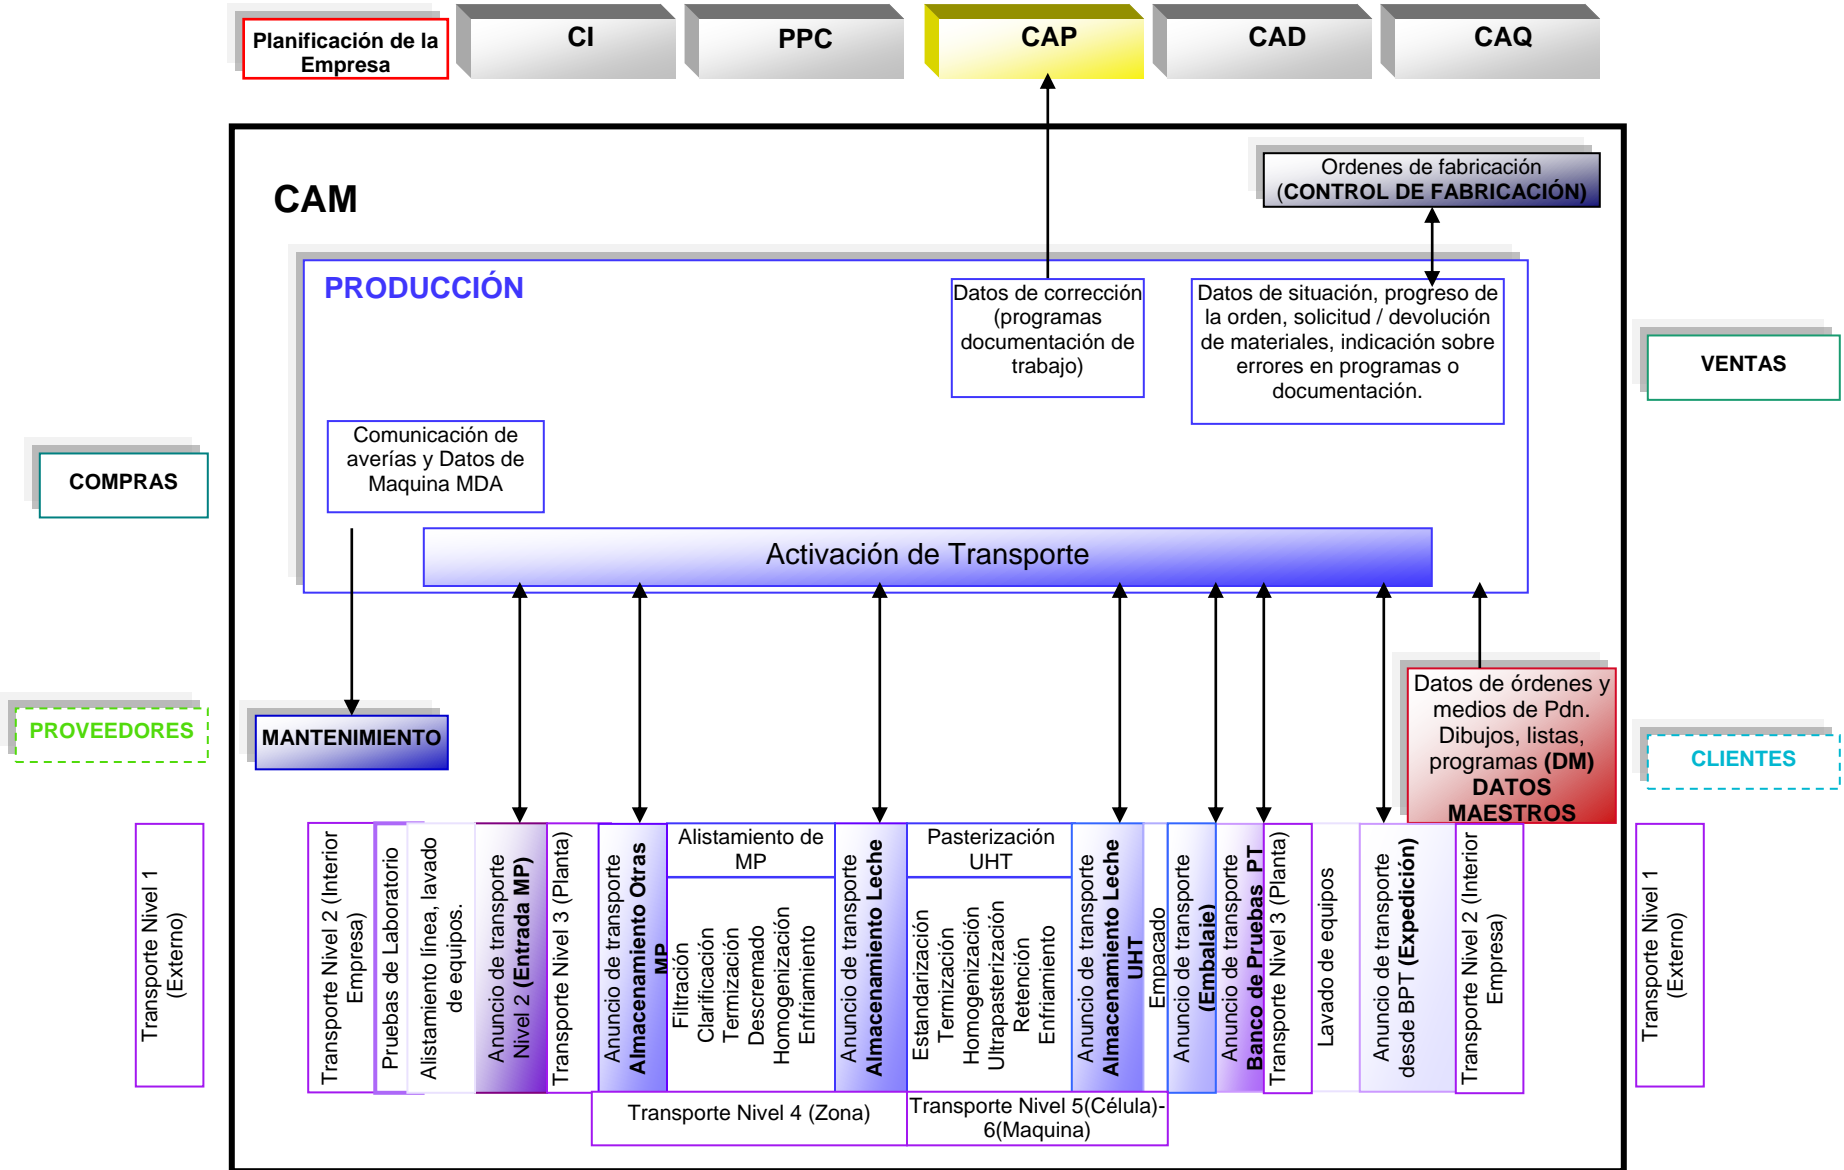 Planificación de la
Empresa
CI
PPC
CAP
CAD
CAQ
CAM
Ordenes de fabricación
(CONTROL DE FABRICACIÓN)
PRODUCCIÓN
Datos de corrección
(programas
documentación de
trabajo)
Datos de situación, progreso de
la orden, solicitud / devolución
de materiales, indicación sobre
errores en programas o
documentación.
VENTAS
Comunicación de
averías y Datos de
Maquina MDA
COMPRAS
Activación de Transporte
PROVEEDORES
MANTENIMIENTO
Datos de órdenes y
medios de Pdn.
Dibujos, listas,
programas (DM)
DATOS
MAESTROS
CLIENTES
Transporte Nivel 1
(Externo)
Transporte Nivel 2 (Interior
Empresa)
Pruebas de Laboratorio
Alistamiento línea, lavado
de equipos.
Anuncio de transporte
Nivel 2 (Entrada MP)
Transporte Nivel 3 (Planta)
Anuncio de transporte
Almacenamiento Otras
MP
Alistamiento de
MP
Filtración
Clarificación
Termización
Descremado
Homogenización
Enfriamiento
Anuncio de transporte
Almacenamiento Leche
Pasterización
UHT
Estandarización
Termización
Homogenización
Ultrapasterización
Retención
Enfriamiento
Anuncio de transporte
Almacenamiento Leche
UHT
Empacado
Anuncio de transporte
(Embalaje)
Anuncio de transporte
Banco de Pruebas PT
Transporte Nivel 3 (Planta)
Lavado de equipos
Anuncio de transporte
desde BPT (Expedición)
Transporte Nivel 2 (Interior
Empresa)
Transporte Nivel 1
(Externo)
Transporte Nivel 4 (Zona)
Transporte Nivel 5(Célula)-
6(Maquina)